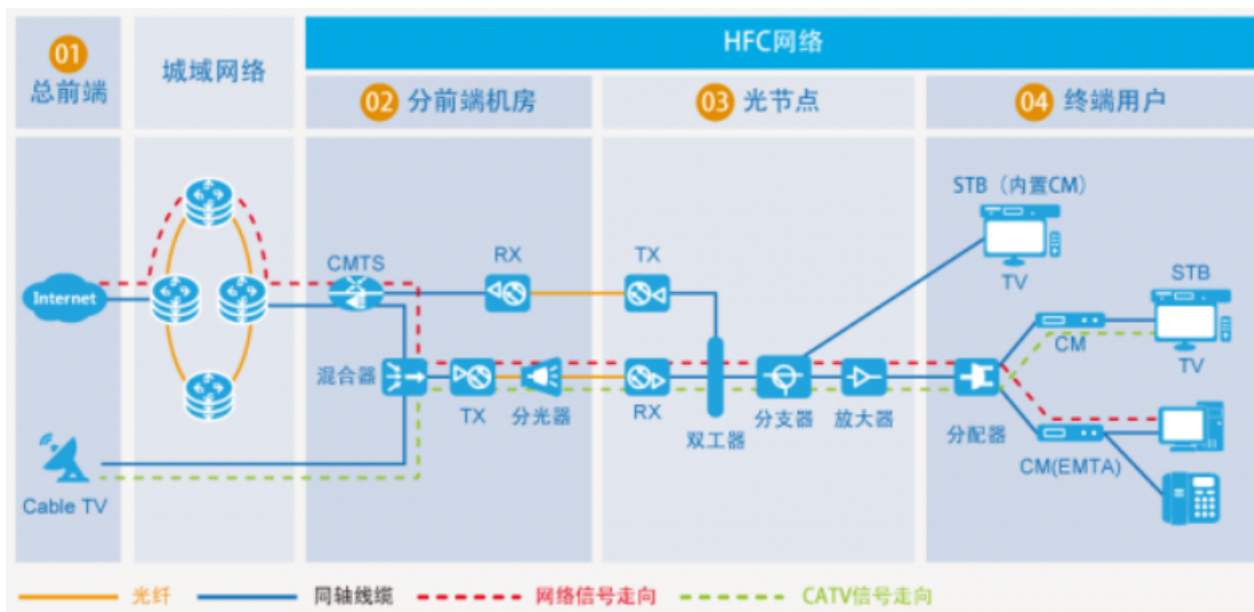 01
总前端
城域网络
HFC网络
02 分前端机房
03 光节点
04 终端用户
STB（内置CM）
TV
CMTS
RX
TX
STB
Internet
CM
TV
混合器
TX
分光器
RX
双工器
分支器
放大器
分配器
CM(EMTA)
Cable TV
光纤
同轴线缆
网络信号走向
CATV信号走向